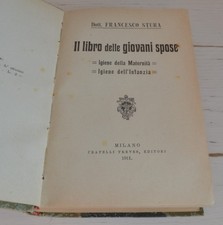 Dott. FRANCESCO STURA
Il libro delle giovani spose
Igiene della Maternità
Igiene dell'Infanzia
MILANO
FRATELLI TREVES, EDITORI
1911.